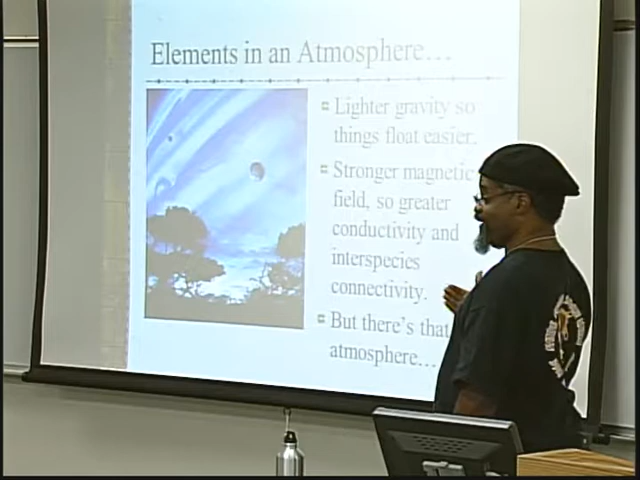 Elements in an Atmosphere…
Lighter gravity so
things float easier.
Stronger magnetic
field, so greater
conductivity and
interspecies
connectivity.
But there's that
atmosphere…